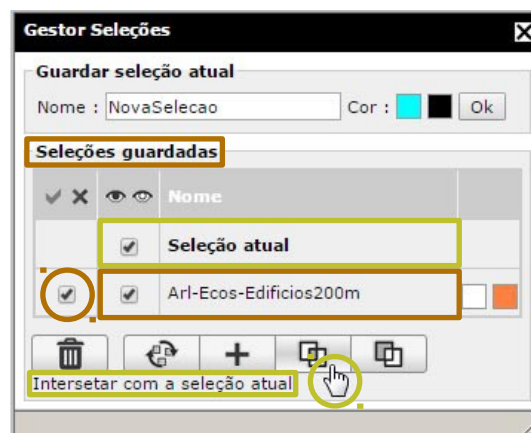 Gestor Seleções
Guardar seleção atual
Nome : NovaSelecao Cor : Ok
Seleções guardadas
Nome
Seleção atual
Arl-Ecos-Edificios200m
Intersetar com a seleção atual